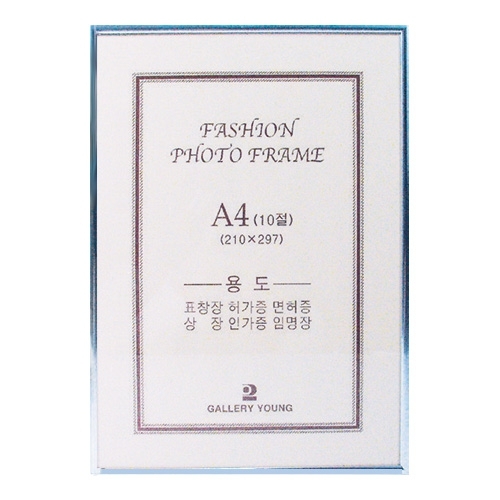 FASHION
PHOTO FRAME
A4 (10절)
(210×297)
용 도
표창장 허가증 면허증
상 장 인가증 임명장
GALLERY YOUNG